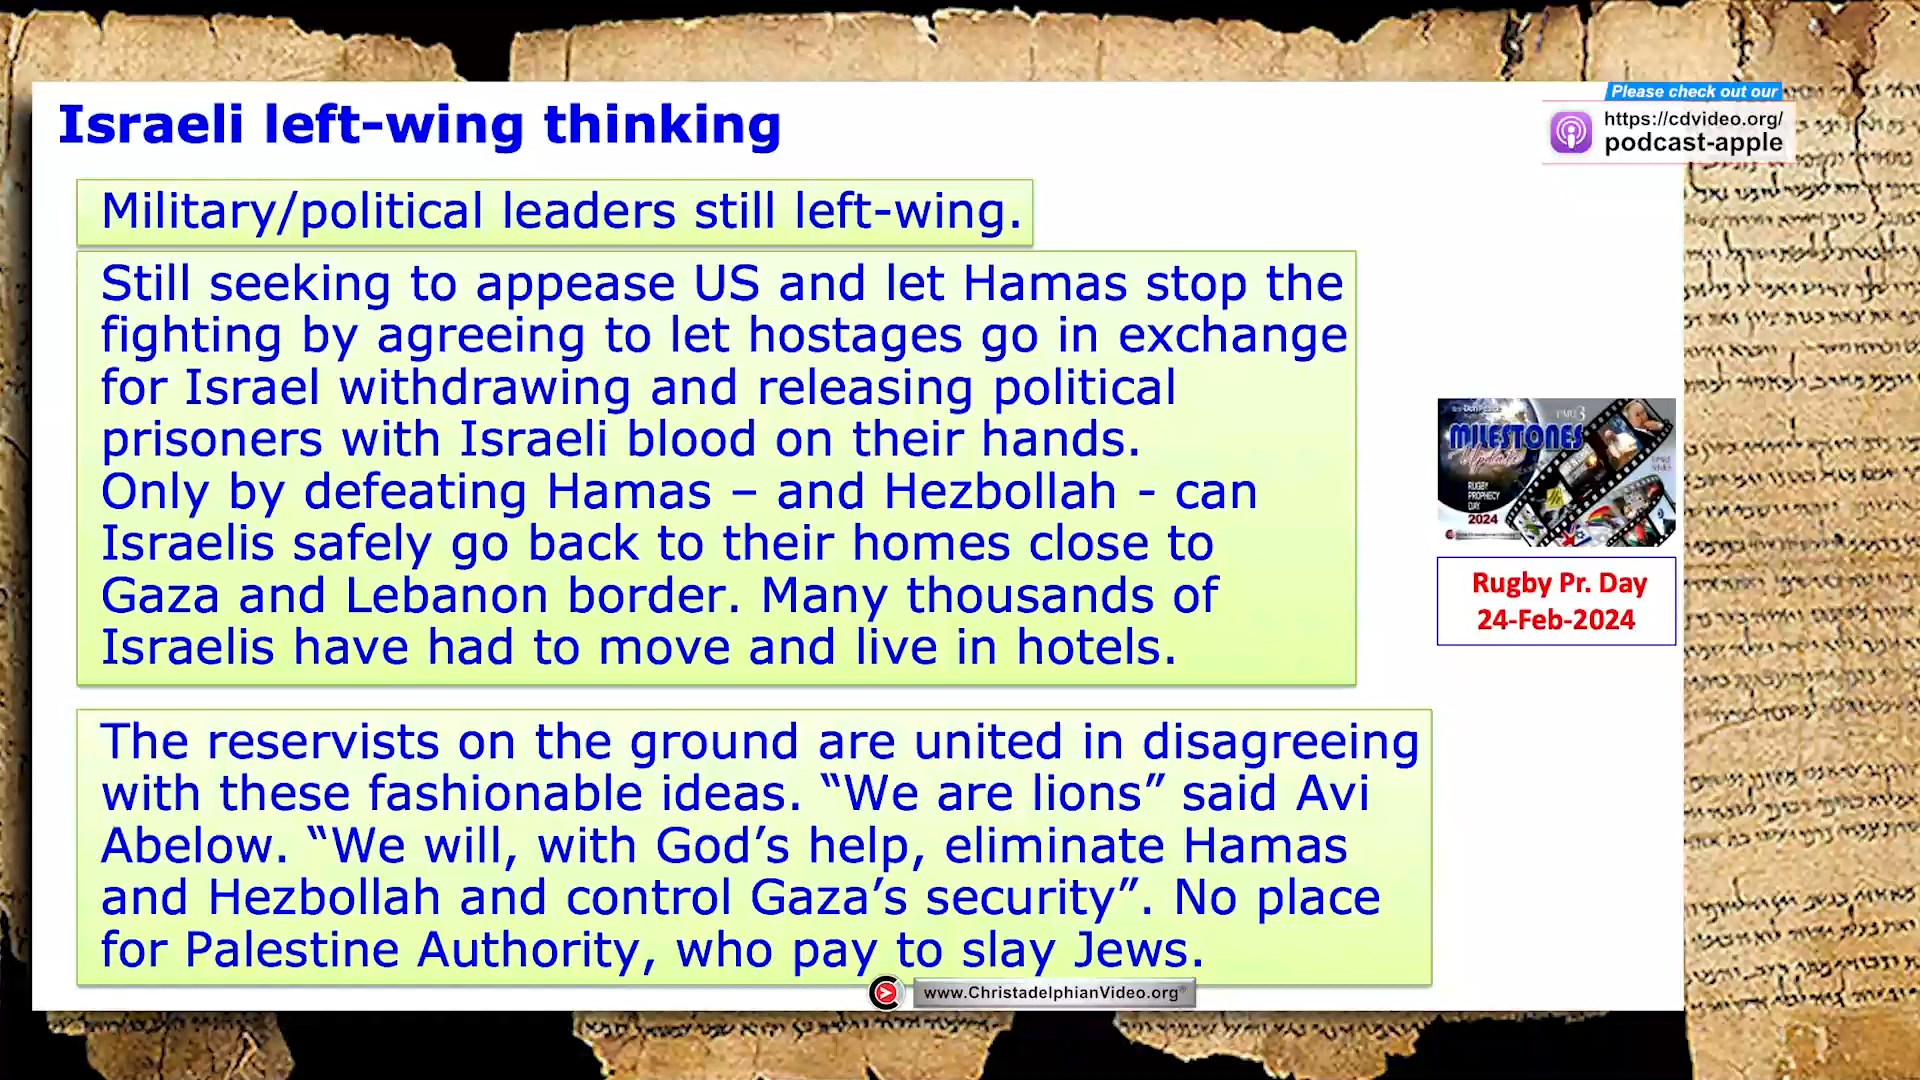 Israeli left-wing thinking
Please check out our
https://cdvideo.org/
podcast-apple
Military/political leaders still left-wing.
Still seeking to appease US and let Hamas stop the
fighting by agreeing to let hostages go in exchange
for Israel withdrawing and releasing political
prisoners with Israeli blood on their hands.
Only by defeating Hamas – and Hezbollah - can
Israelis safely go back to their homes close to
Gaza and Lebanon border. Many thousands of
Israelis have had to move and live in hotels.
MILESTONES
Update
RUGBY
PROPHECY
DAY
2024
Rugby Pr. Day
24-Feb-2024
The reservists on the ground are united in disagreeing
with these fashionable ideas. “We are lions” said Avi
Abelow. “We will, with God’s help, eliminate Hamas
and Hezbollah and control Gaza’s security”. No place
for Palestine Authority, who pay to slay Jews.
www.ChristadelphianVideo.org